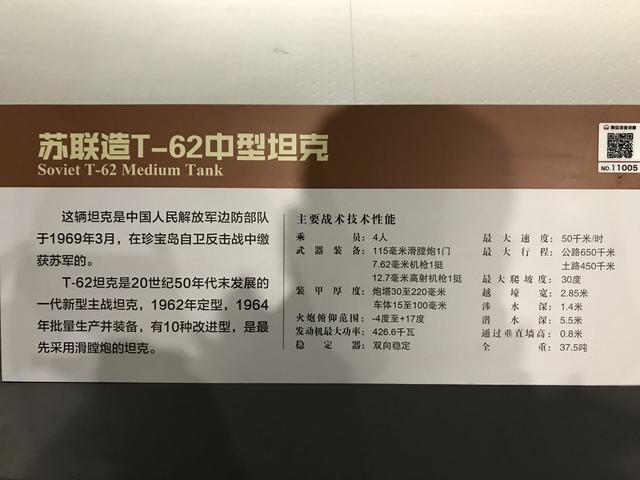 苏联造T-62中型坦克
Soviet T-62 Medium Tank
微信语音讲解
NO.11005
这辆坦克是中国人民解放军边防部队
于1969年3月，在珍宝岛自卫反击战中缴
获苏军的。
T-62坦克是20世纪50年代末发展的
一代新型主战坦克，1962年定型，1964
年批量生产并装备，有10种改进型，是最
先采用滑膛炮的坦克。
主要战术技术性能
乘员：4人
武器装备：115毫米滑膛炮1门
7.62毫米机枪1挺
12.7毫米高射机枪1挺
装甲厚度：炮塔30至220毫米
车体15至100毫米
火炮俯仰范围：-4度至+17度
发动机最大功率：426.6千瓦
稳定器：双向稳定
最大速度：50千米/时
最大行程：公路650千米
土路450千米
最大爬坡度：30度
越壕宽：2.85米
涉水深：1.4米
潜水深：5.5米
通过垂直墙高：0.8米
全重：37.5吨